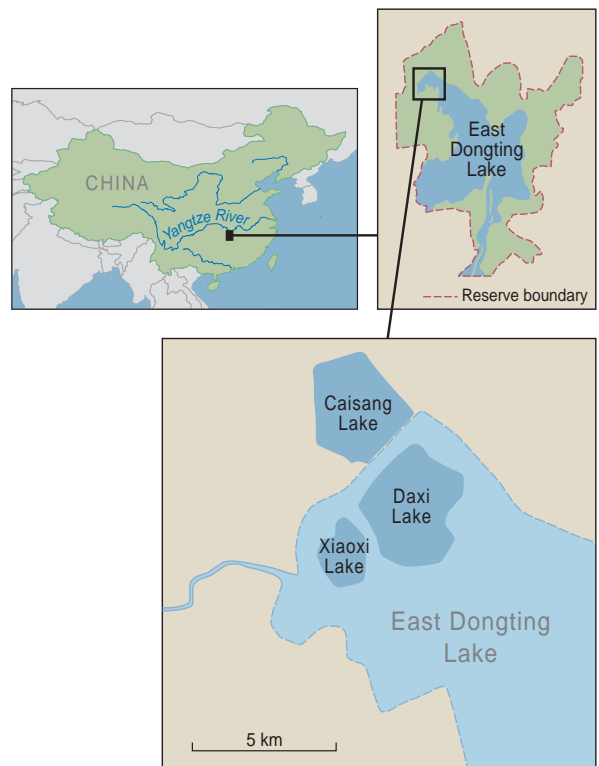 CHINA
Yangtze River
East
Dongting
Lake
Reserve boundary
Caisang
Lake
Daxi
Lake
Xiaoxi
Lake
East Dongting
Lake
5 km